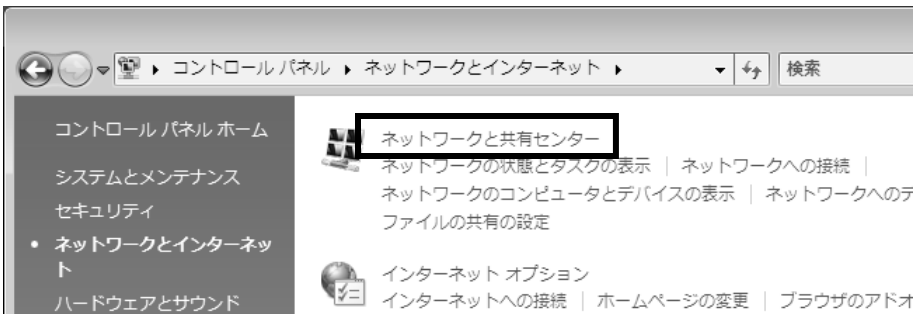 コントロール パネル ▸ ネットワークとインターネット ▸
検索
コントロール パネル ホーム
システムとメンテナンス
セキュリティ
• ネットワークとインターネッ
ト
ハードウェアとサウンド
ネットワークと共有センター
ネットワークの状態とタスクの表示 | ネットワークへの接続 |
ネットワークのコンピュータとデバイスの表示 | ネットワークへのデ
ファイルの共有の設定
インターネット オプション
インターネットへの接続 | ホームページの変更 | ブラウザのアドオ